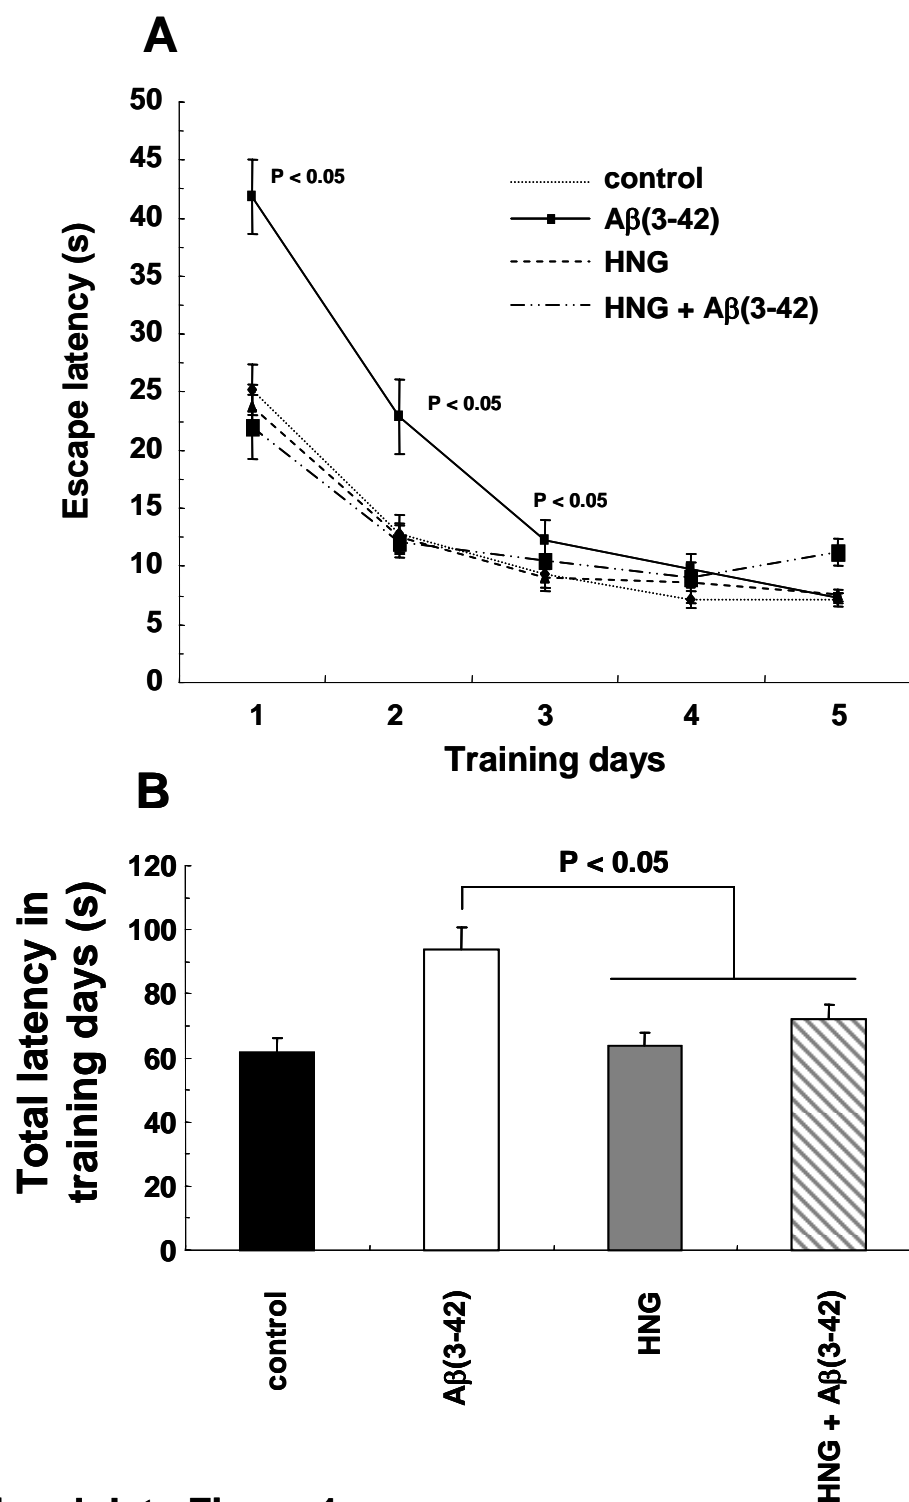 A
50
45
40
35
30
25
20
15
10
5
0
Escape latency (s)
P < 0.05
P < 0.05
P < 0.05
control
Aβ(3-42)
HNG
HNG + Aβ(3-42)
1 2 3 4 5
Training days
B
120
100
80
60
40
20
0
Total latency in
training days (s)
P < 0.05
control
Aβ(3-42)
HNG
HNG + Aβ(3-42)